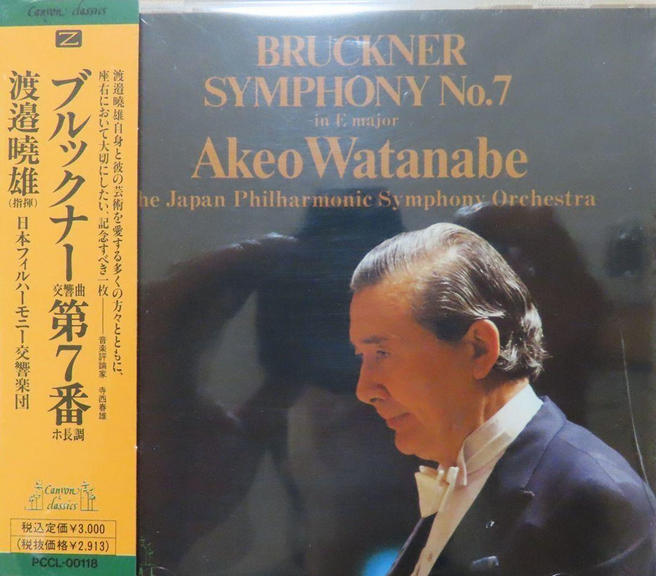 Canyon classics
Z
渡邉曉雄自身と彼の芸術を愛する多くの方々とともに、
座右において大切にしたい、記念すべき一枚——音楽評論家 寺西春雄
ブルックナー交響曲第7番ホ長調
渡邉曉雄(指揮)
日本フィルハーモニー交響楽団
Canyon classics
税込定価¥3,000
(税抜価格¥2,913)
PCCL-00118
BRUCKNER
SYMPHONY No.7
in E major
Akeo Watanabe
he Japan Philharmonic Symphony Orchestra